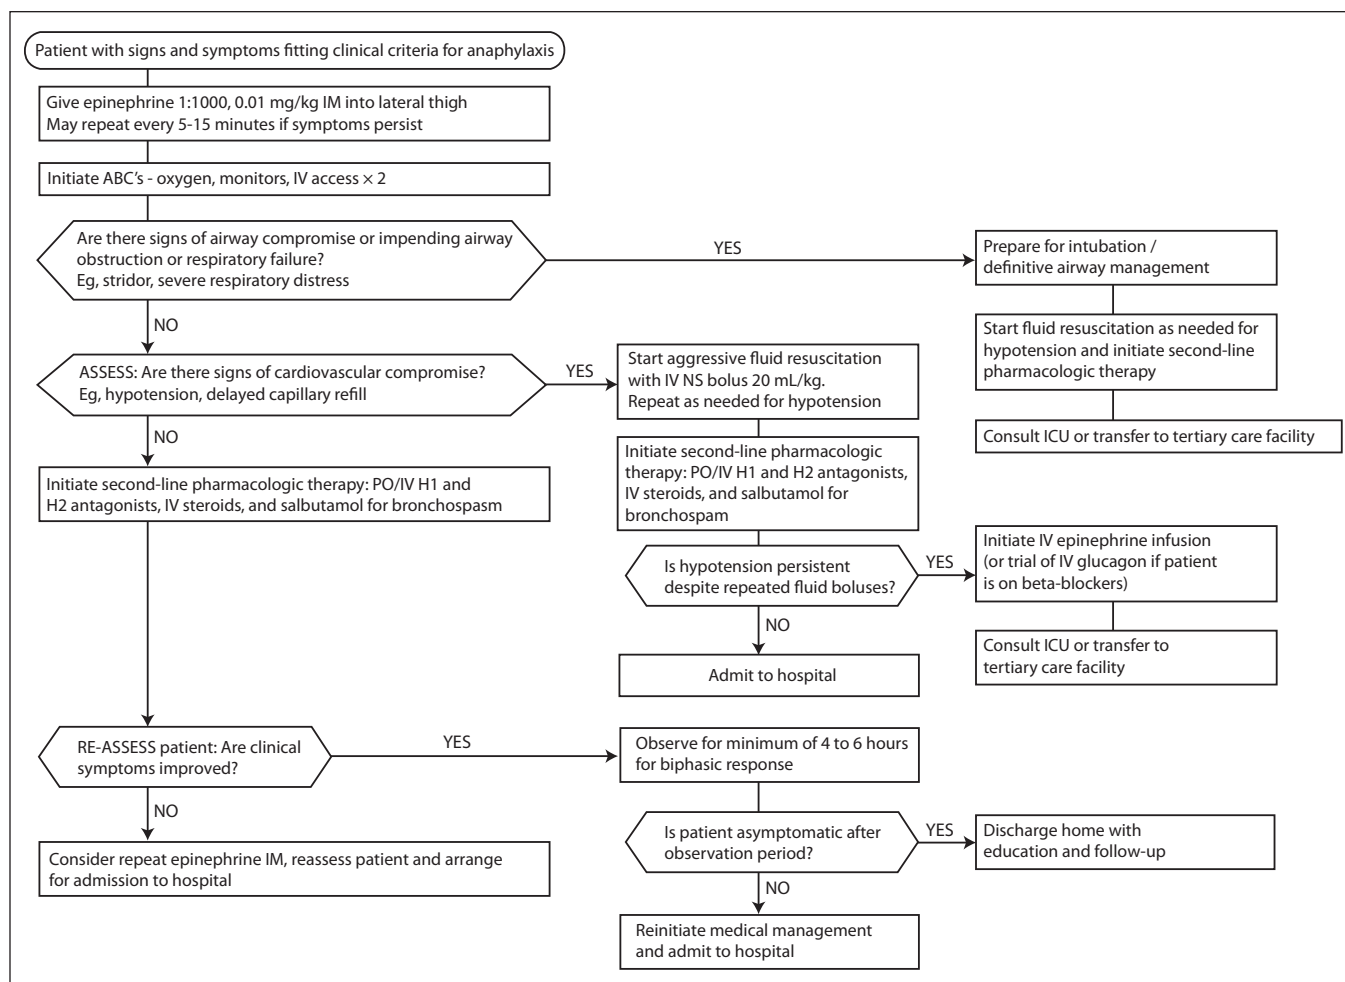 Patient with signs and symptoms fitting clinical criteria for anaphylaxis
Give epinephrine 1:1000, 0.01 mg/kg IM into lateral thigh
May repeat every 5-15 minutes if symptoms persist
Initiate ABC's - oxygen, monitors, IV access × 2
Are there signs of airway compromise or impending airway
obstruction or respiratory failure?
Eg, stridor, severe respiratory distress
YES
Prepare for intubation /
definitive airway management
Start fluid resuscitation as needed for
hypotension and initiate second-line
pharmacologic therapy
Consult ICU or transfer to tertiary care facility
NO
ASSESS: Are there signs of cardiovascular compromise?
Eg, hypotension, delayed capillary refill
YES
Start aggressive fluid resuscitation
with IV NS bolus 20 mL/kg.
Repeat as needed for hypotension
Initiate second-line pharmacologic
therapy: PO/IV H1 and H2 antagonists,
IV steroids, and salbutamol for
bronchospam
Is hypotension persistent
despite repeated fluid boluses?
YES
Initiate IV epinephrine infusion
(or trial of IV glucagon if patient
is on beta-blockers)
Consult ICU or transfer to
tertiary care facility
NO
Admit to hospital
NO
Initiate second-line pharmacologic therapy: PO/IV H1 and
H2 antagonists, IV steroids, and salbutamol for bronchospasm
RE-ASSESS patient: Are clinical
symptoms improved?
YES
Observe for minimum of 4 to 6 hours
for biphasic response
Is patient asymptomatic after
observation period?
YES
Discharge home with
education and follow-up
NO
Reinitiate medical management
and admit to hospital
NO
Consider repeat epinephrine IM, reassess patient and arrange
for admission to hospital